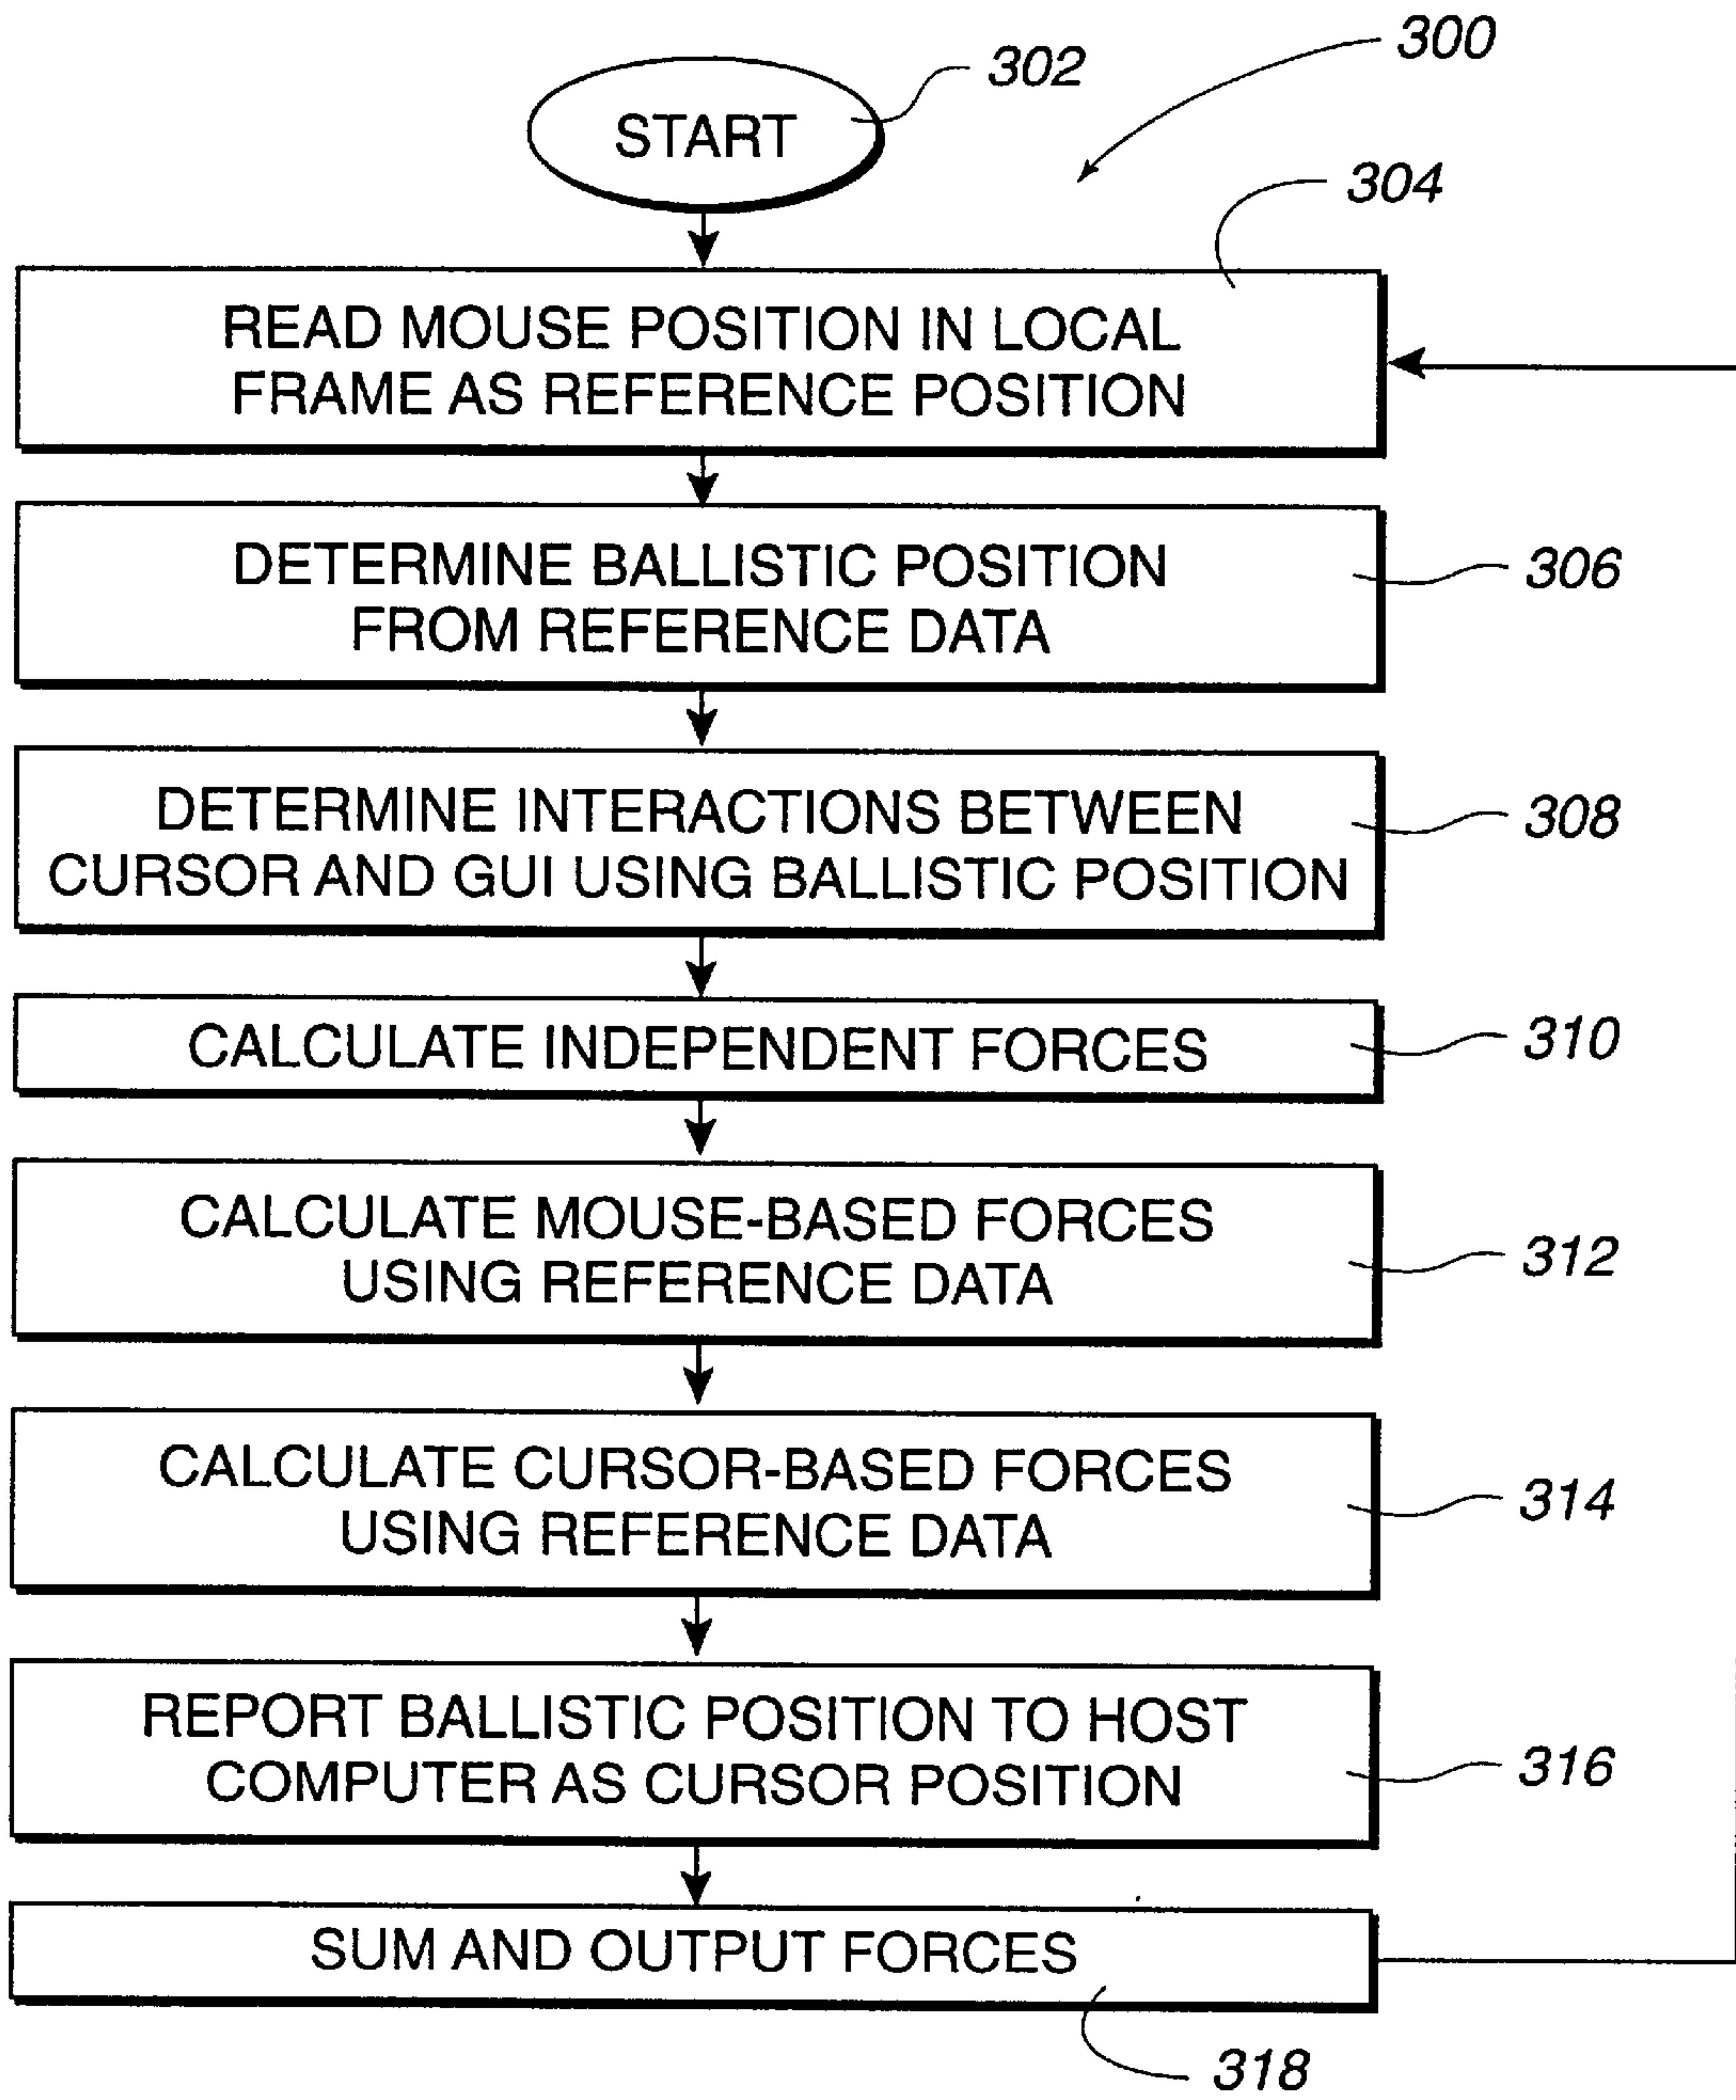 300
302
START
304
READ MOUSE POSITION IN LOCAL
FRAME AS REFERENCE POSITION
DETERMINE BALLISTIC POSITION
FROM REFERENCE DATA
306
DETERMINE INTERACTIONS BETWEEN
CURSOR AND GUI USING BALLISTIC POSITION
308
CALCULATE INDEPENDENT FORCES
310
CALCULATE MOUSE-BASED FORCES
USING REFERENCE DATA
312
CALCULATE CURSOR-BASED FORCES
USING REFERENCE DATA
314
REPORT BALLISTIC POSITION TO HOST
COMPUTER AS CURSOR POSITION
316
SUM AND OUTPUT FORCES
318